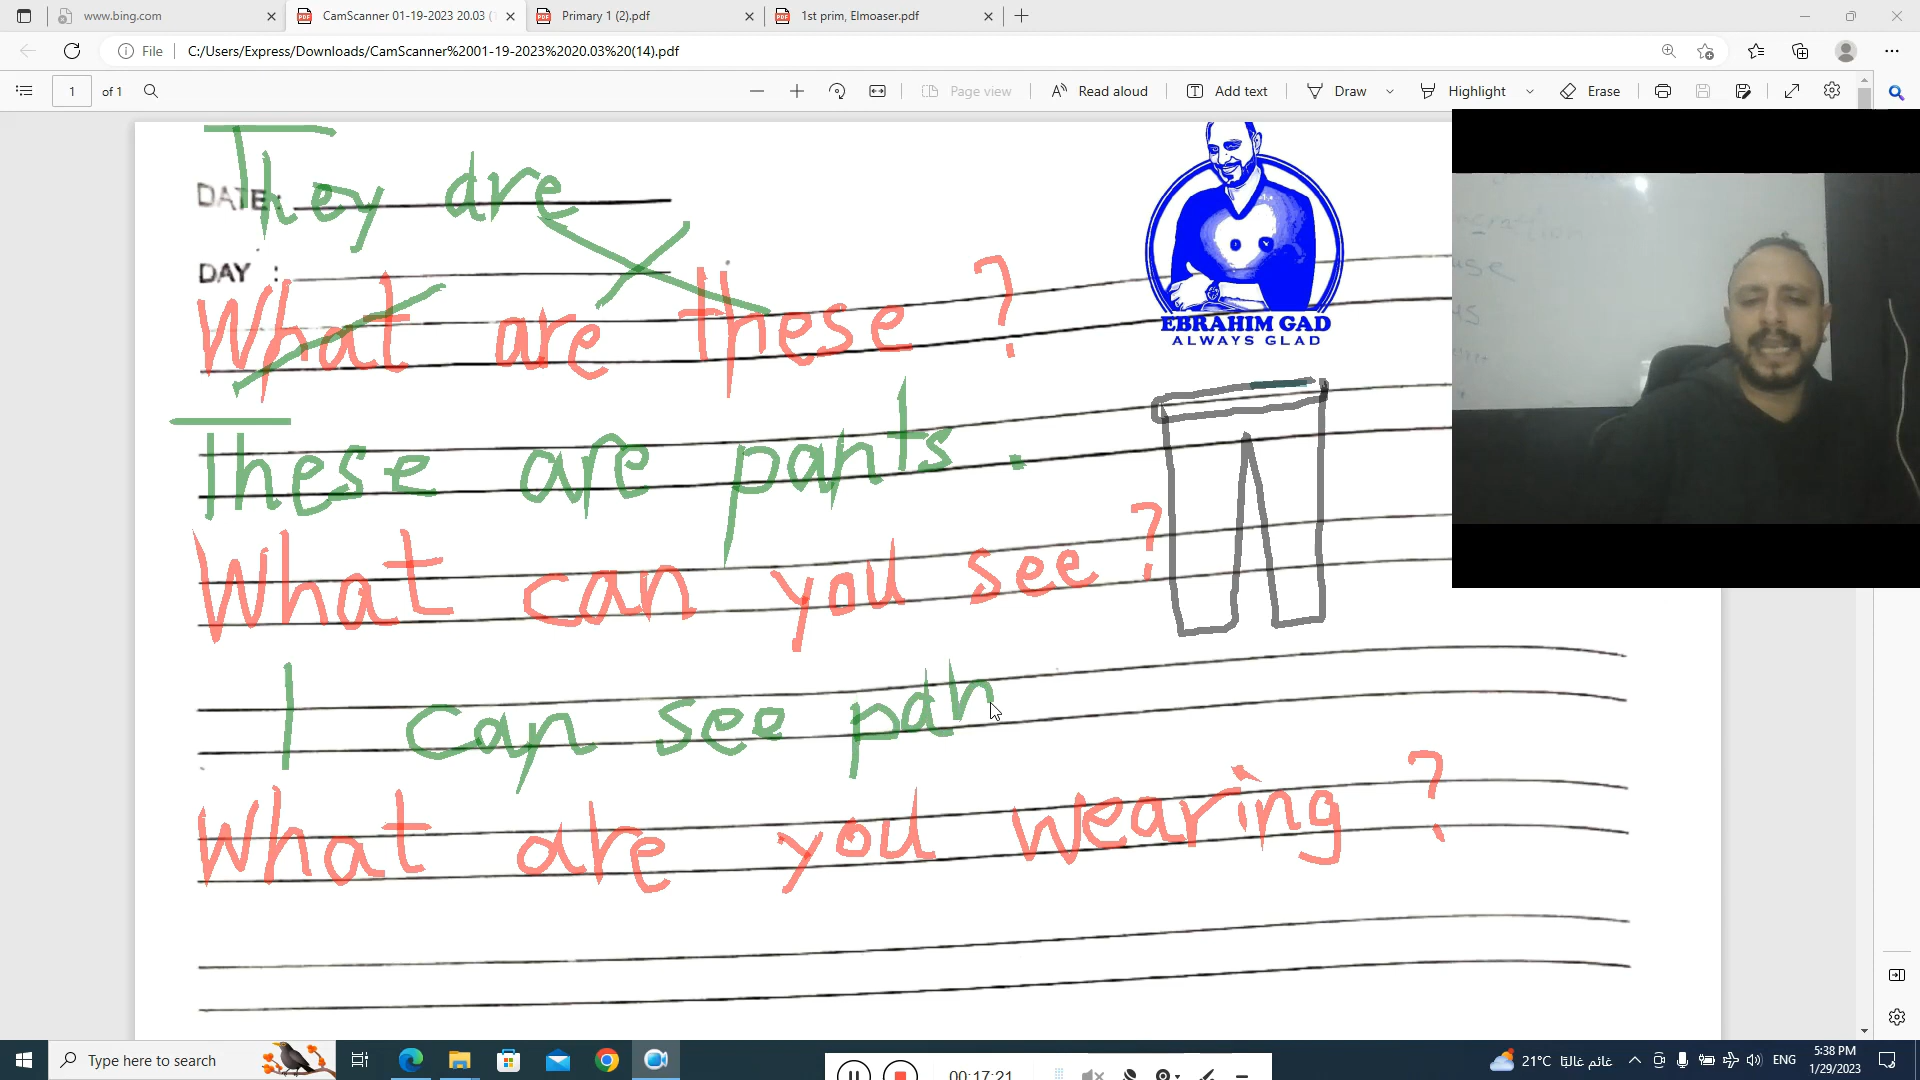 www.bing.com
CamScanner 01-19-2023 20.03 (
Primary 1 (2).pdf
1st prim, Elmoaser.pdf
File
C:/Users/Express/Downloads/CamScanner%2001-19-2023%2020.03%20(14).pdf
1 of 1
Page view
Read aloud
Add text
Draw
Highlight
Erase
They are
DATE:
DAY :
What are these ?
EBRAHIM GAD
ALWAYS GLAD
These are pants .
What can you see ?
I can see pan
What are you wearing ?
Type here to search
00:17:21
21°C غائم غالبًا
ENG
5:38 PM
1/29/2023